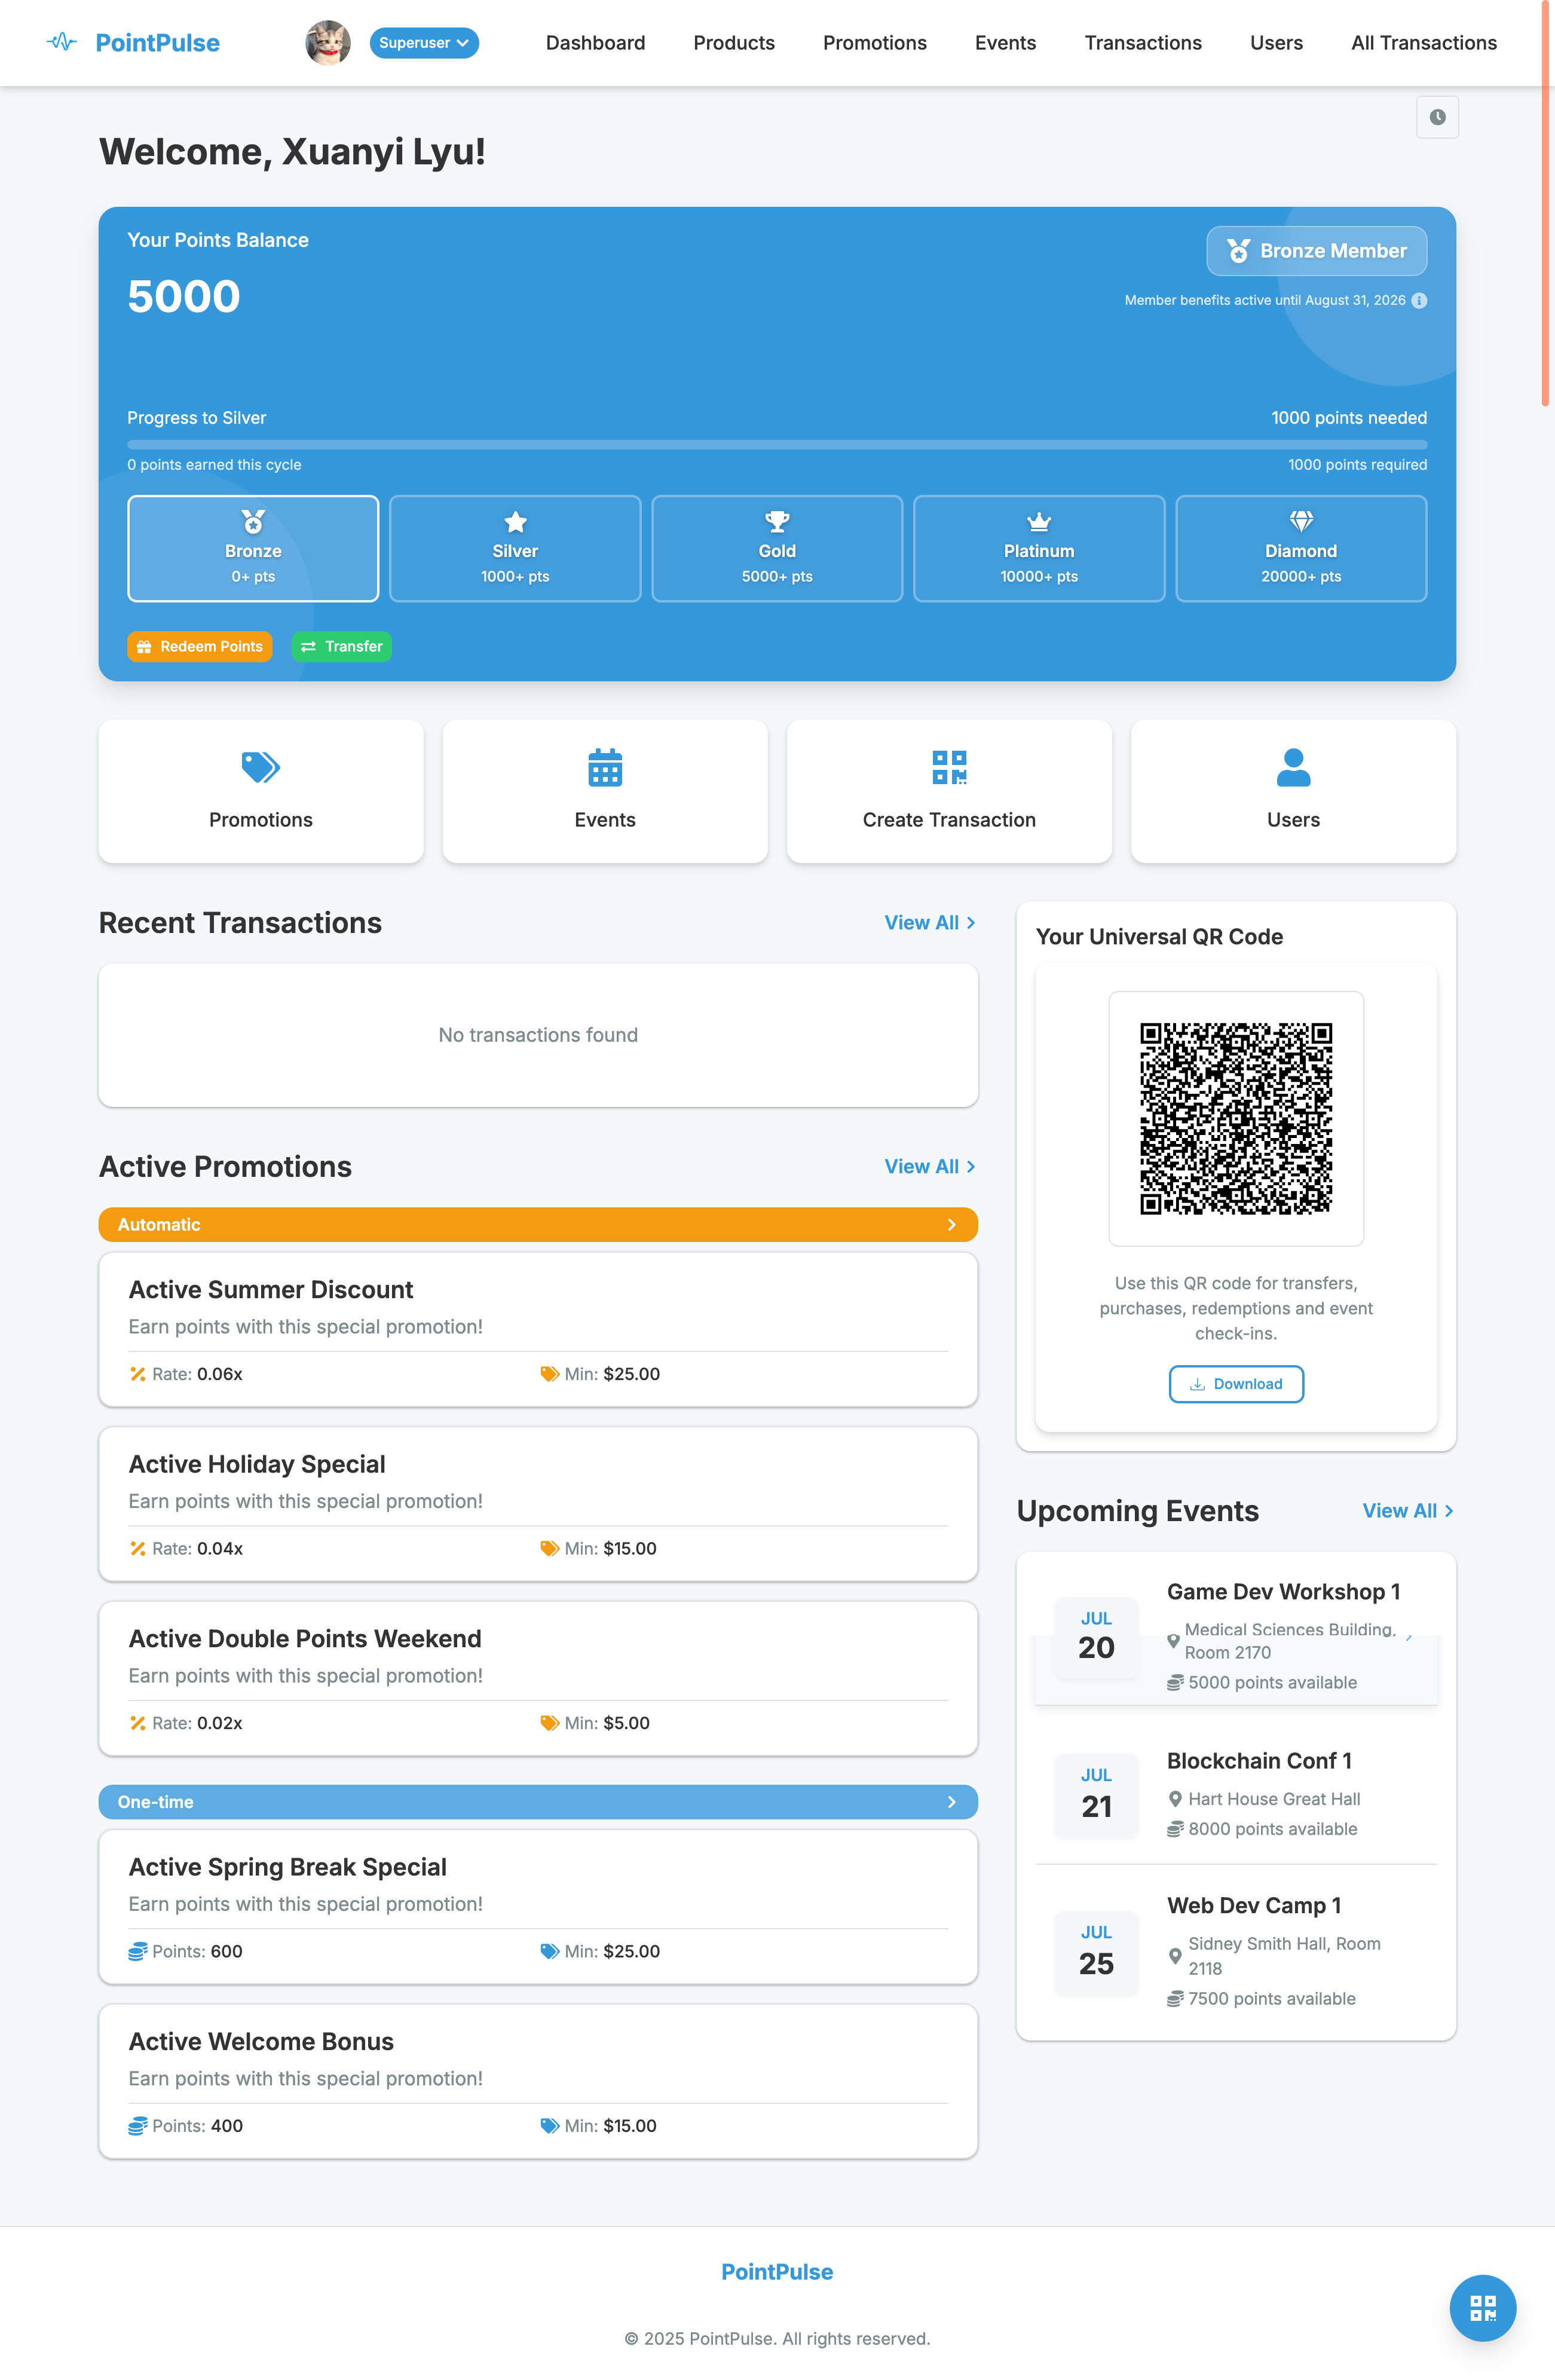 PointPulse
Superuser
Dashboard
Products
Promotions
Events
Transactions
Users
All Transactions
Welcome, Xuanyi Lyu!
Your Points Balance
5000
Bronze Member
Member benefits active until August 31, 2026
Progress to Silver
1000 points needed
0 points earned this cycle
1000 points required
Bronze
0+ pts
Silver
1000+ pts
Gold
5000+ pts
Platinum
10000+ pts
Diamond
20000+ pts
Redeem Points
Transfer
Promotions
Events
Create Transaction
Users
Recent Transactions
View All
No transactions found
Active Promotions
View All
Automatic
Active Summer Discount
Earn points with this special promotion!
Rate: 0.06x
Min: $25.00
Active Holiday Special
Earn points with this special promotion!
Rate: 0.04x
Min: $15.00
Active Double Points Weekend
Earn points with this special promotion!
Rate: 0.02x
Min: $5.00
One-time
Active Spring Break Special
Earn points with this special promotion!
Points: 600
Min: $25.00
Active Welcome Bonus
Earn points with this special promotion!
Points: 400
Min: $15.00
Your Universal QR Code
Use this QR code for transfers,
purchases, redemptions and event
check-ins.
Download
Upcoming Events
View All
JUL
20
Game Dev Workshop 1
Medical Sciences Building,
Room 2170
5000 points available
JUL
21
Blockchain Conf 1
Hart House Great Hall
8000 points available
JUL
25
Web Dev Camp 1
Sidney Smith Hall, Room
2118
7500 points available
PointPulse
© 2025 PointPulse. All rights reserved.